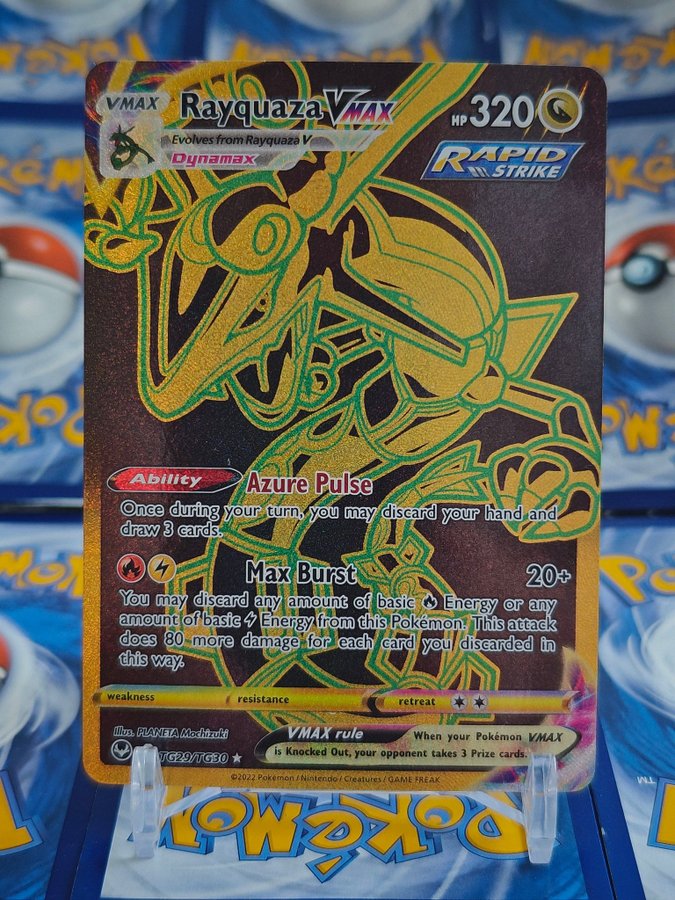 VMAX Rayquaza VMAX HP 320
Evolves from Rayquaza V
Dynamax
RAPID
STRIKE
Ability Azure Pulse
Once during your turn, you may discard your hand and
draw 3 cards.
Max Burst 20+
You may discard any amount of basic Energy or any
amount of basic Energy from this Pokémon. This attack
does 80 more damage for each card you discarded in
this way.
weakness resistance retreat
Illus. PLANETA Mochizuki
VMAX rule When your Pokémon VMAX
is Knocked Out, your opponent takes 3 Prize cards.
TG29/TG30
©2022 Pokémon / Nintendo / Creatures / GAME FREAK
POKéMON